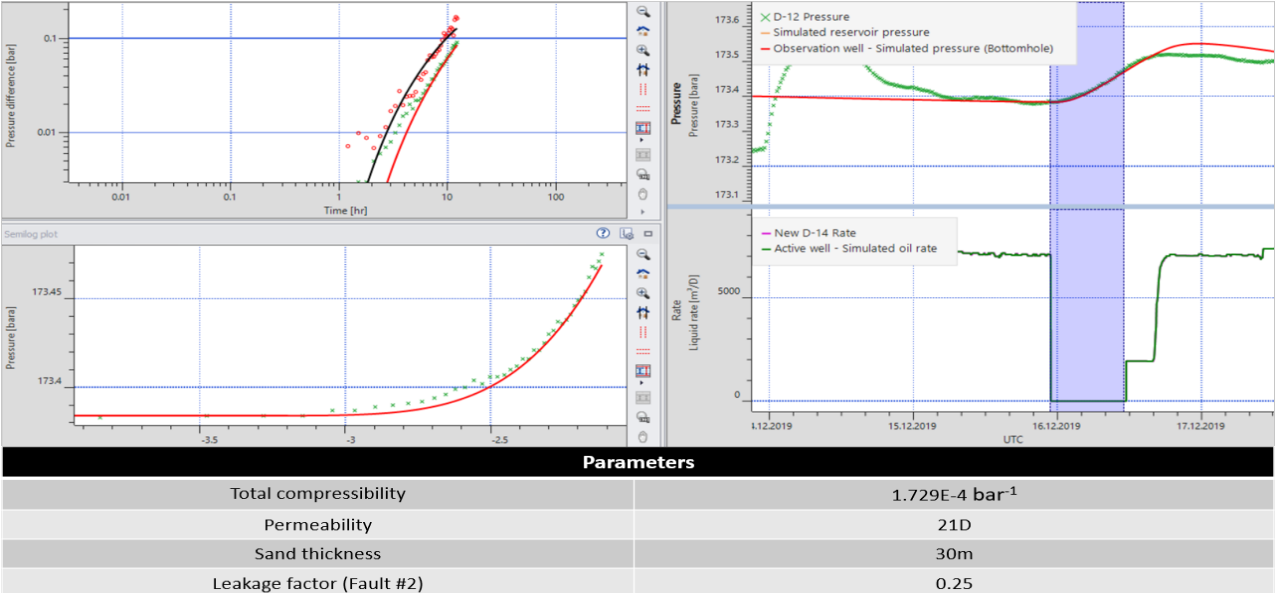 Pressure difference [bar]
0.1
0.01
0.01
0.1
1
10
100
Time [hr]
Semilog plot
Pressure [bara]
173.45
173.4
-3.5
-3
-2.5
Pressure
Pressure [bara]
173.6
173.5
173.4
173.3
173.2
173.1
D-12 Pressure
Simulated reservoir pressure
Observation well - Simulated pressure (Bottomhole)
Rate
Liquid rate [m³/D]
5000
0
New D-14 Rate
Active well - Simulated oil rate
.12.2019
15.12.2019
16.12.2019
17.12.2019
UTC
Parameters
Total compressibility 1.729E-4 bar⁻¹
Permeability 21D
Sand thickness 30m
Leakage factor (Fault #2) 0.25